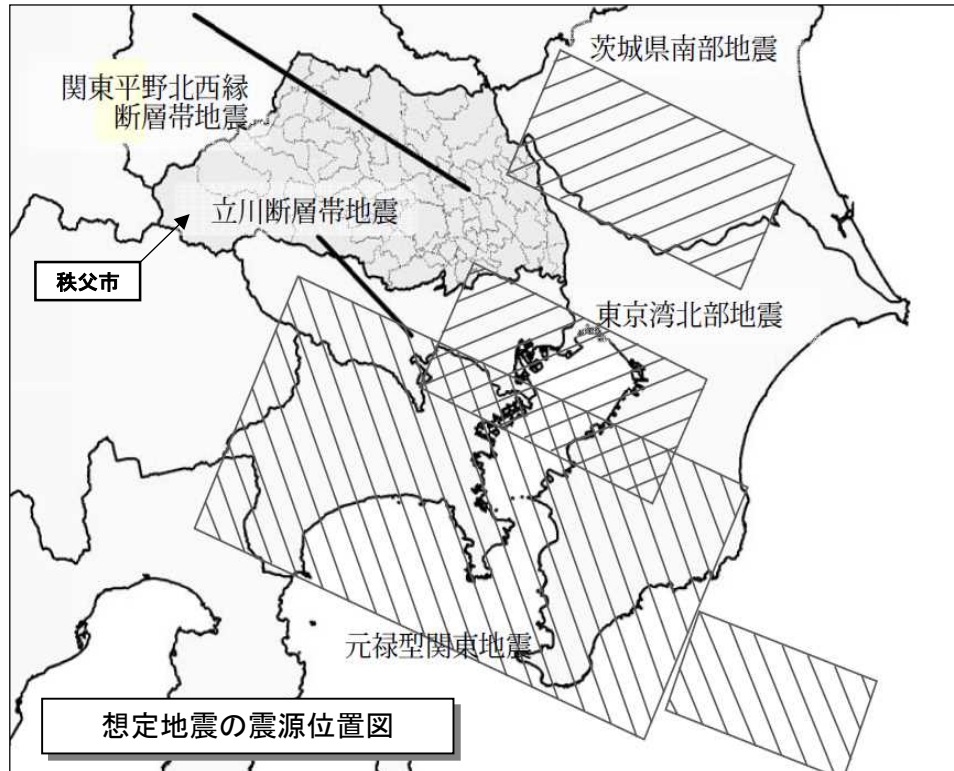 茨城県南部地震
関東平野北西縁
断層帯地震
立川断層帯地震
秩父市
東京湾北部地震
元禄型関東地震
想定地震の震源位置図